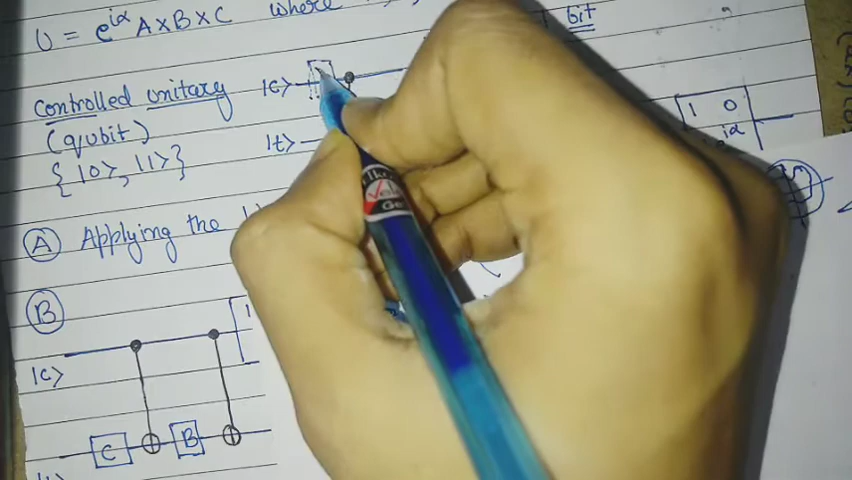 U = e^{iα} A×B×C where bit
Controlled unitary |c>
(qubit) |t>
{|0>, |1>}
1 0
iα
(A) Applying the
(B)
|c>
C B